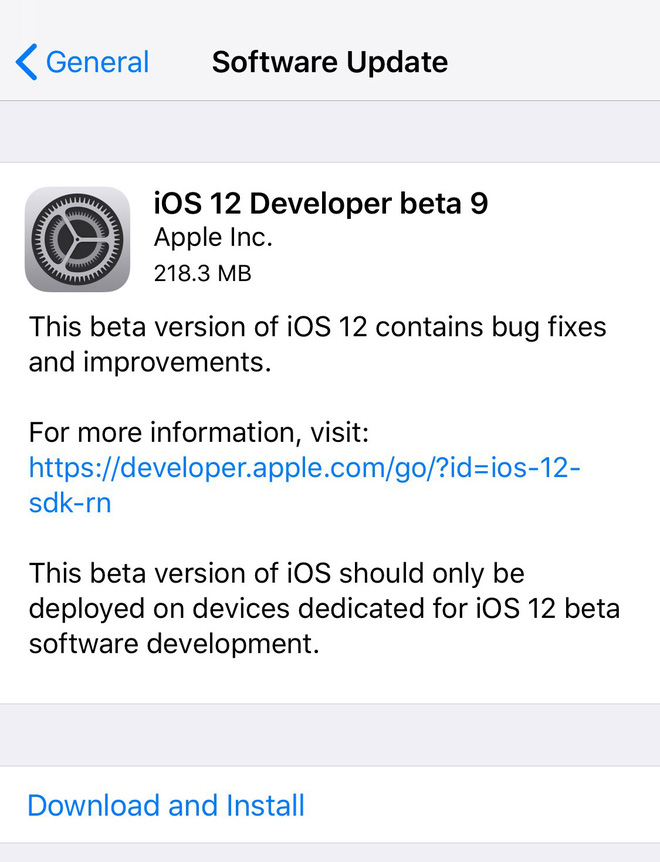 General
Software Update
iOS 12 Developer beta 9
Apple Inc.
218.3 MB
This beta version of iOS 12 contains bug fixes
and improvements.
For more information, visit:
https://developer.apple.com/go/?id=ios-12-
sdk-rn
This beta version of iOS should only be
deployed on devices dedicated for iOS 12 beta
software development.
Download and Install